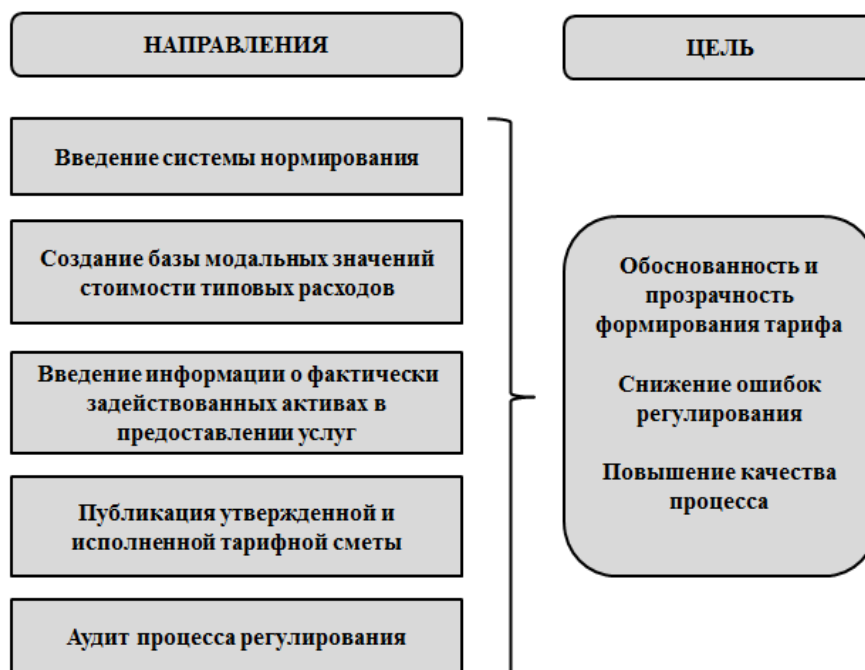 НАПРАВЛЕНИЯ
ЦЕЛЬ
Введение системы нормирования
Создание базы модальных значений
стоимости типовых расходов
Введение информации о фактически
задействованных активах в
предоставлении услуг
Публикация утвержденной и
исполненной тарифной сметы
Аудит процесса регулирования
Обоснованность и
прозрачность
формирования тарифа
Снижение ошибок
регулирования
Повышение качества
процесса